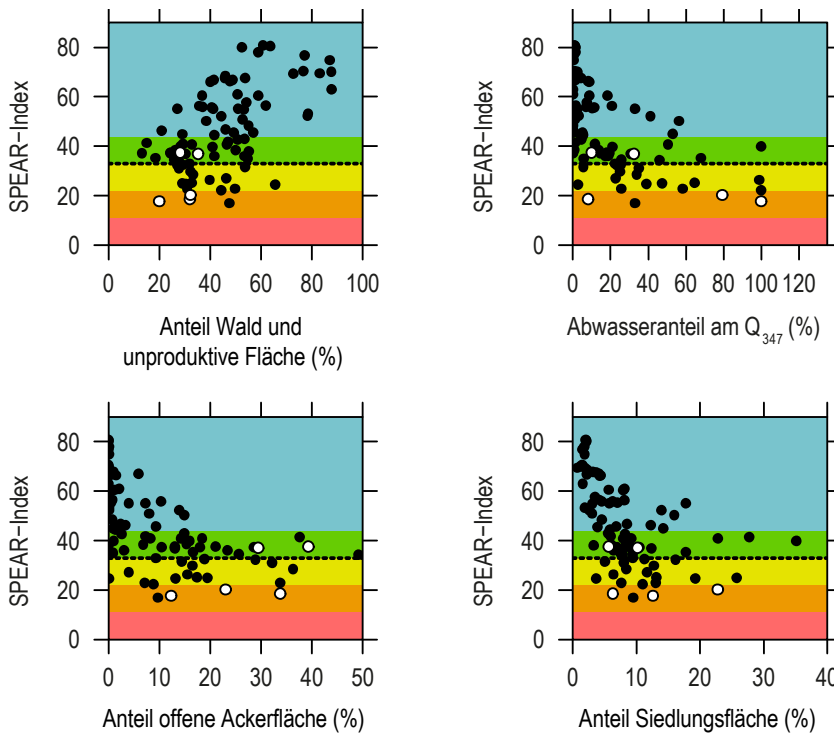 SPEAR–Index
80
60
40
20
0
0 20 40 60 80 100
Anteil Wald und
unproduktive Fläche (%)
SPEAR–Index
80
60
40
20
0
0 20 40 60 80 100 120
Abwasseranteil am Q347 (%)
SPEAR–Index
80
60
40
20
0
0 10 20 30 40 50
Anteil offene Ackerfläche (%)
SPEAR–Index
80
60
40
20
0
0 10 20 30 40
Anteil Siedlungsfläche (%)